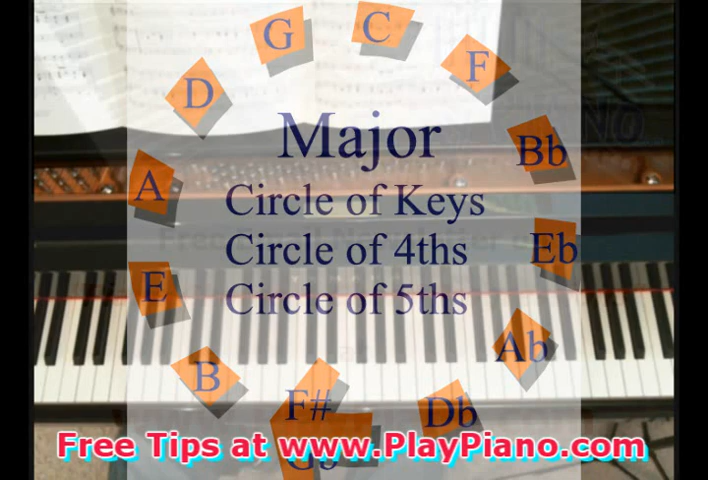 C
G
F
D
Major
Bb
A
Circle of Keys
Circle of 4ths
Eb
E
Circle of 5ths
Ab
B
F#
Db
Free Tips at www.PlayPiano.com
Gb